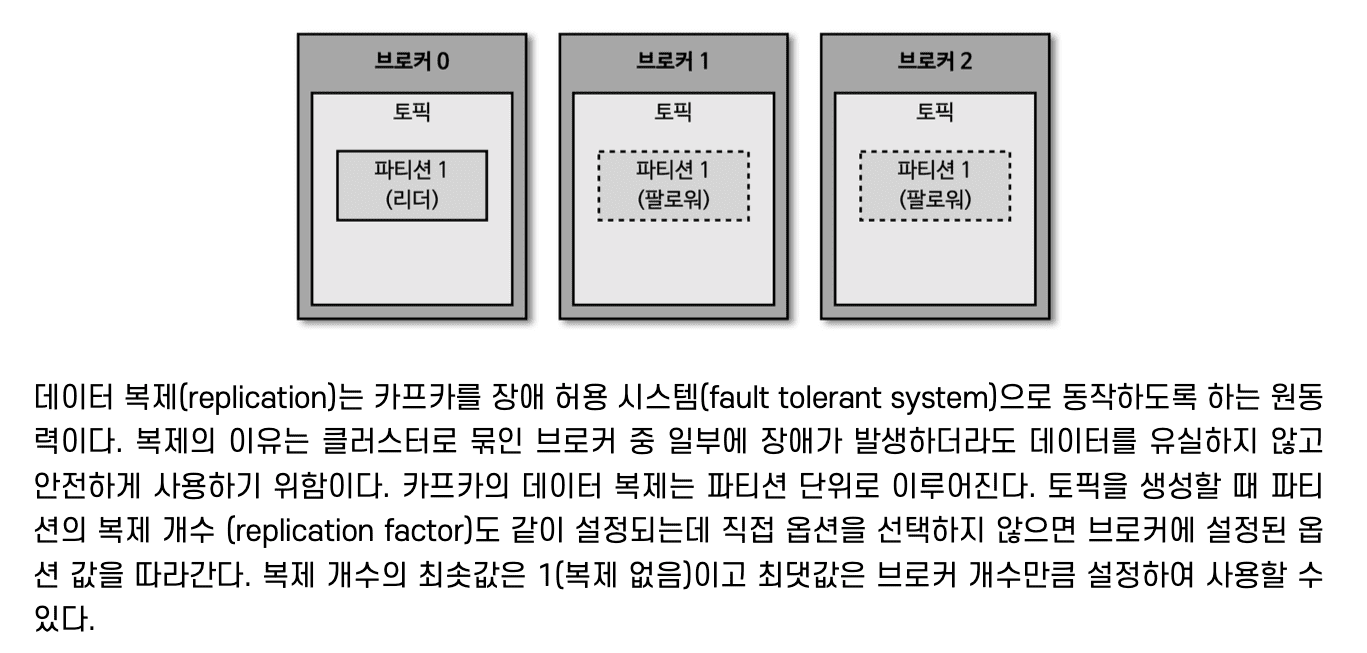 브로커 0
브로커 1
브로커 2
토픽
토픽
토픽
파티션 1
(리더)
파티션 1
(팔로워)
파티션 1
(팔로워)
데이터 복제(replication)는 카프카를 장애 허용 시스템(fault tolerant system)으로 동작하도록 하는 원동
력이다. 복제의 이유는 클러스터로 묶인 브로커 중 일부에 장애가 발생하더라도 데이터를 유실하지 않고
안전하게 사용하기 위함이다. 카프카의 데이터 복제는 파티션 단위로 이루어진다. 토픽을 생성할 때 파티
션의 복제 개수 (replication factor)도 같이 설정되는데 직접 옵션을 선택하지 않으면 브로커에 설정된 옵
션 값을 따라간다. 복제 개수의 최솟값은 1(복제 없음)이고 최댓값은 브로커 개수만큼 설정하여 사용할 수
있다.